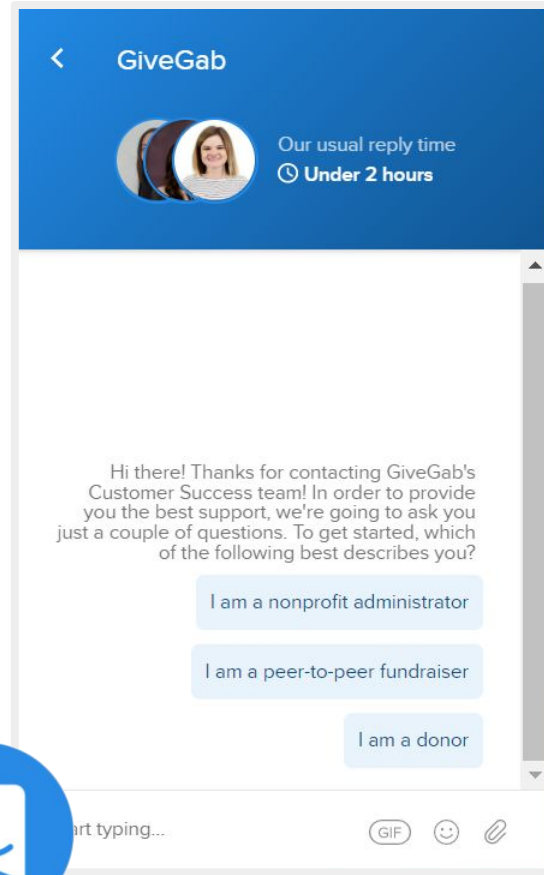 GiveGab
Our usual reply time
Under 2 hours
Hi there! Thanks for contacting GiveGab's
Customer Success team! In order to provide
you the best support, we're going to ask you
just a couple of questions. To get started, which
of the following best describes you?
I am a nonprofit administrator
I am a peer-to-peer fundraiser
I am a donor
art typing...
GIF